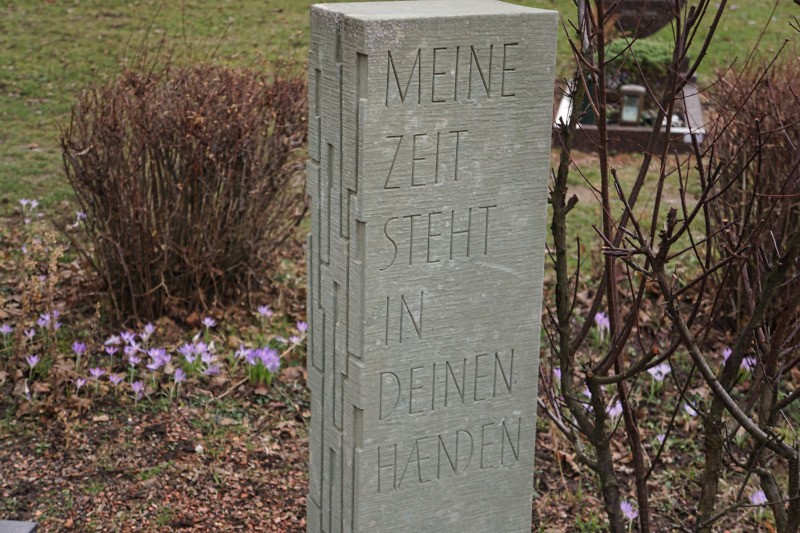 MEINE
ZEIT
STEHT
IN
DEINEN
HÆNDEN